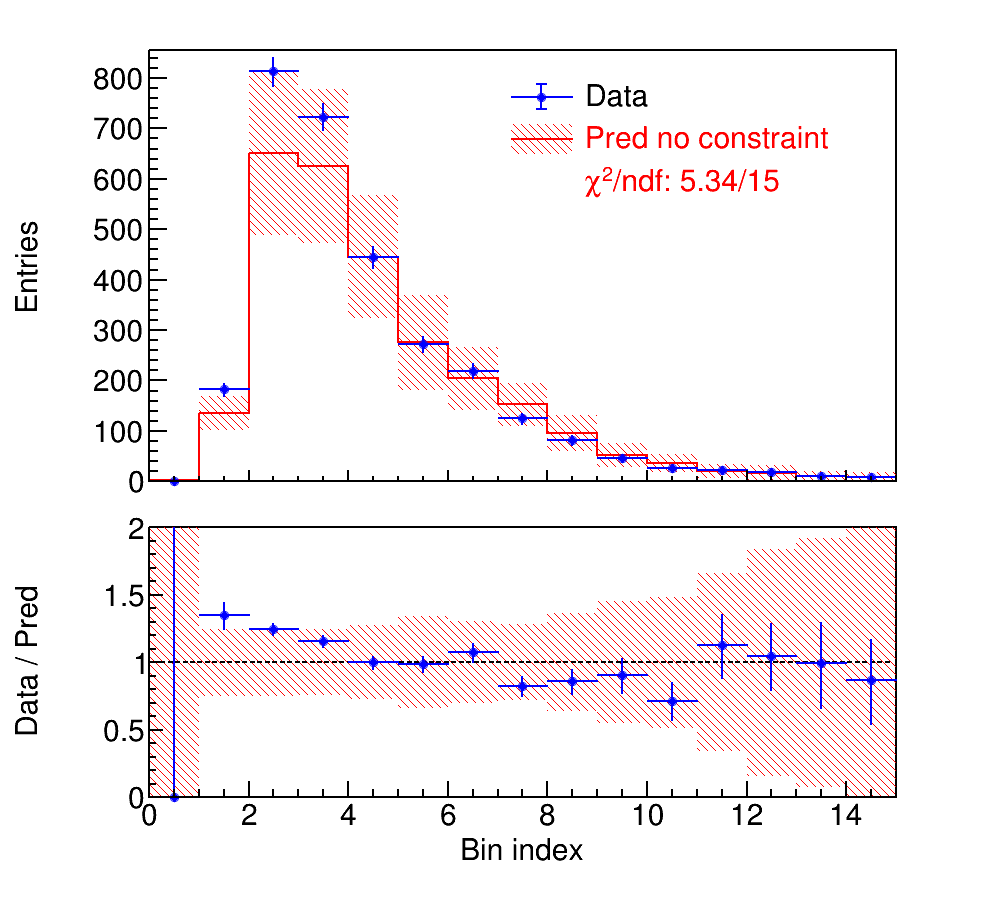 800
700
600
500
400
300
200
100
0
Entries
Data
Pred no constraint
χ²/ndf: 5.34/15
2
1.5
1
0.5
0
Data / Pred
0 2 4 6 8 10 12 14
Bin index